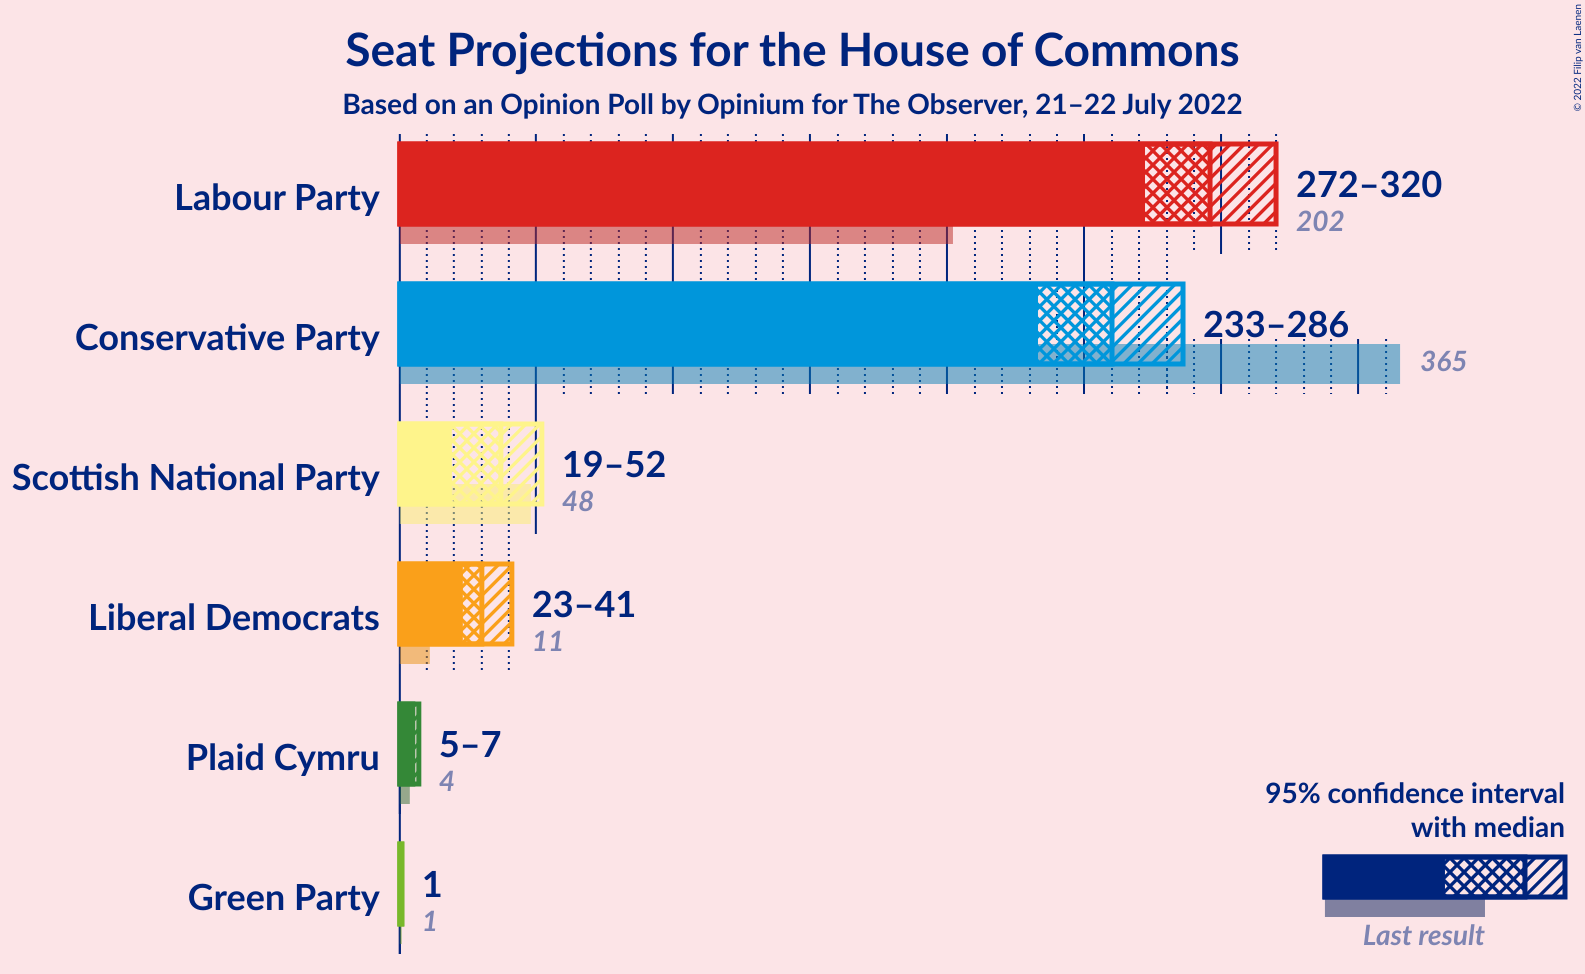 Seat Projections for the House of Commons
Based on an Opinion Poll by Opinium for The Observer, 21–22 July 2022
© 2022 Filip van Laenen
Labour Party
272–320
202
Conservative Party
233–286
365
Scottish National Party
19–52
48
Liberal Democrats
23–41
11
Plaid Cymru
5–7
4
Green Party
1
1
95% confidence interval
with median
Last result